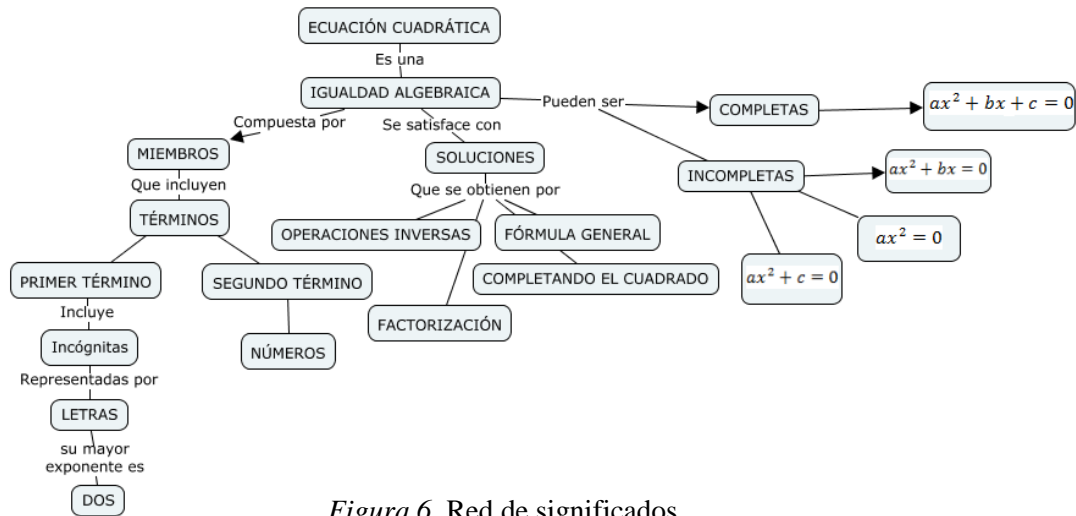 ECUACIÓN CUADRÁTICA
Es una
IGUALDAD ALGEBRAICA
Compuesta por
MIEMBROS
Que incluyen
TÉRMINOS
PRIMER TÉRMINO
Incluye
Incógnitas
Representadas por
LETRAS
su mayor
exponente es
DOS
SEGUNDO TÉRMINO
NÚMEROS
Se satisface con
SOLUCIONES
Que se obtienen por
OPERACIONES INVERSAS
FACTORIZACIÓN
FÓRMULA GENERAL
COMPLETANDO EL CUADRADO
Pueden ser
COMPLETAS
ax² + bx + c = 0
INCOMPLETAS
ax² + bx = 0
ax² = 0
ax² + c = 0
Figura 6. Red de significados